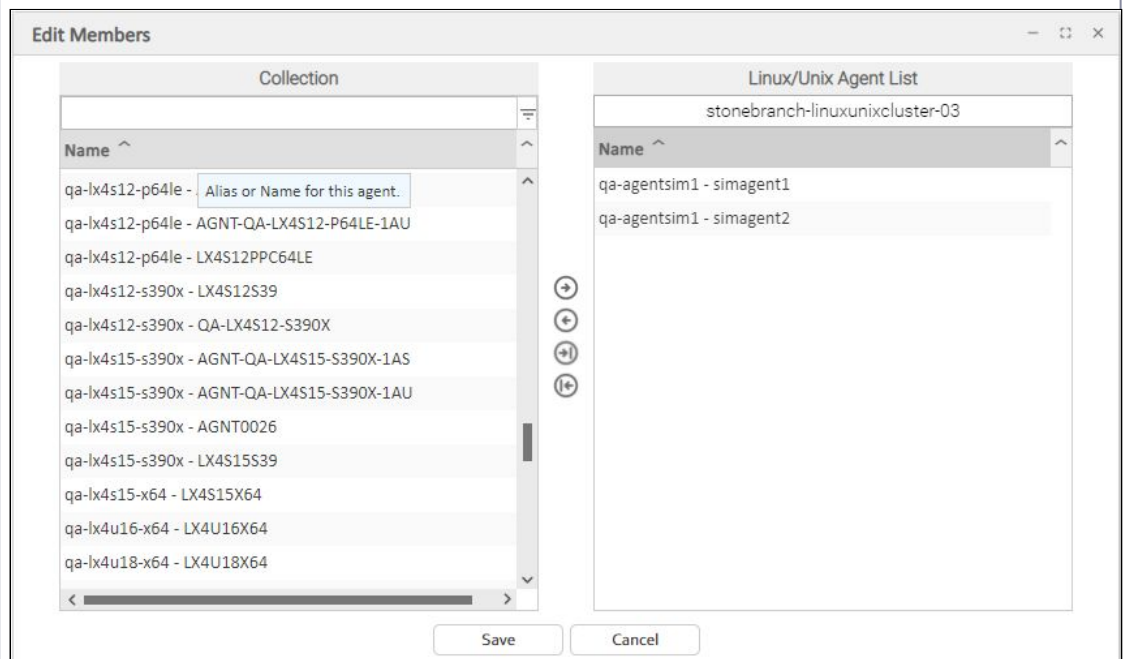 Edit Members
Collection
Linux/Unix Agent List
stonebranch-linuxunixcluster-03
Name
Name
qa-lx4s12-p64le -
Alias or Name for this agent.
qa-lx4s12-p64le - AGNT-QA-LX4S12-P64LE-1AU
qa-lx4s12-p64le - LX4S12PPC64LE
qa-lx4s12-s390x - LX4S12S39
qa-lx4s12-s390x - QA-LX4S12-S390X
qa-lx4s15-s390x - AGNT-QA-LX4S15-S390X-1AS
qa-lx4s15-s390x - AGNT-QA-LX4S15-S390X-1AU
qa-lx4s15-s390x - AGNT0026
qa-lx4s15-s390x - LX4S15S39
qa-lx4s15-x64 - LX4S15X64
qa-lx4u16-x64 - LX4U16X64
qa-lx4u18-x64 - LX4U18X64
qa-agentsim1 - simagent1
qa-agentsim1 - simagent2
Save
Cancel